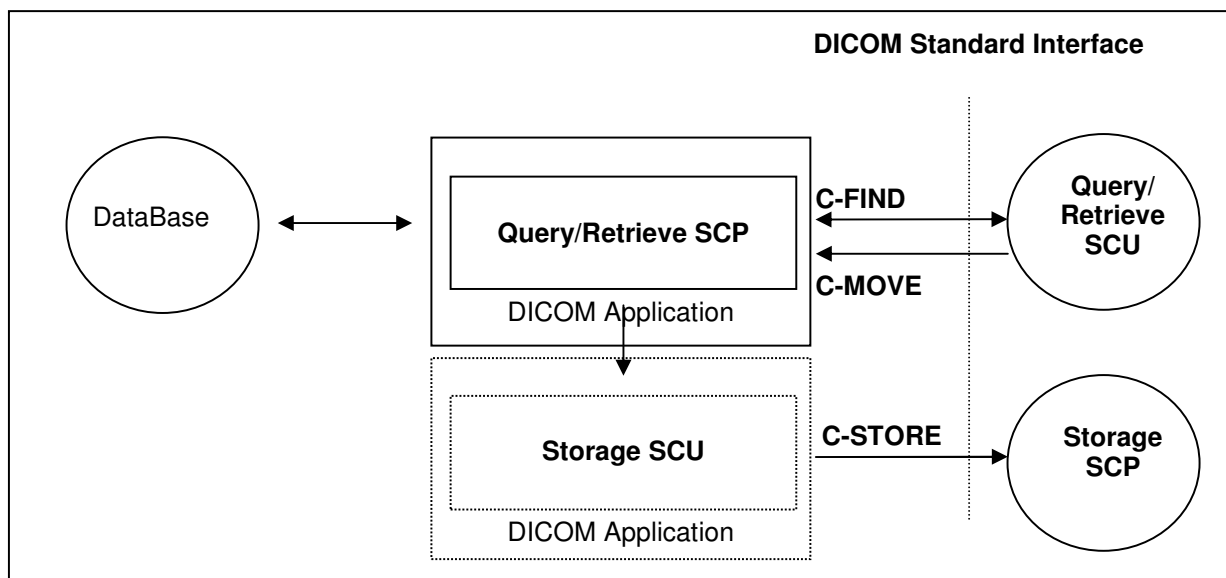 DICOM Standard Interface
DataBase
Query/Retrieve SCP
DICOM Application
C-FIND
C-MOVE
Query/
Retrieve
SCU
Storage SCU
DICOM Application
C-STORE
Storage
SCP